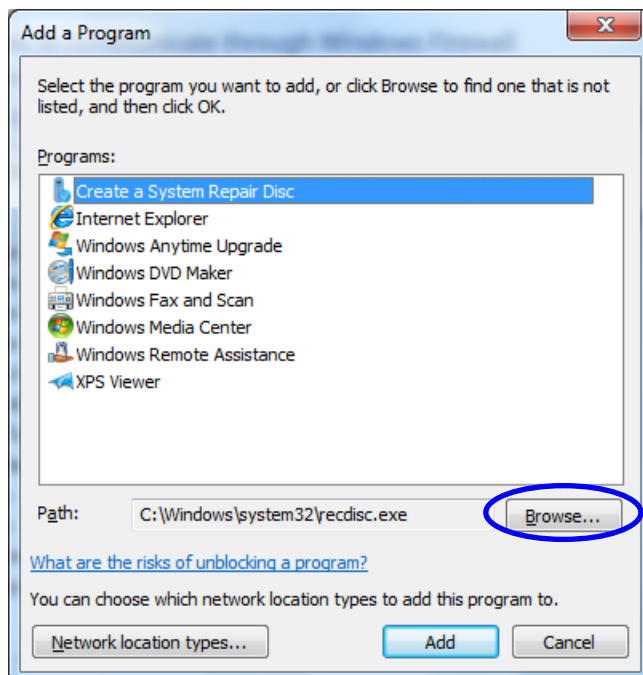 Add a Program
Select the program you want to add, or click Browse to find one that is not
listed, and then click OK.
Programs:
Create a System Repair Disc
Internet Explorer
Windows Anytime Upgrade
Windows DVD Maker
Windows Fax and Scan
Windows Media Center
Windows Remote Assistance
XPS Viewer
Path: C:\Windows\system32\recdisc.exe Browse...
What are the risks of unblocking a program?
You can choose which network location types to add this program to.
Network location types... Add Cancel